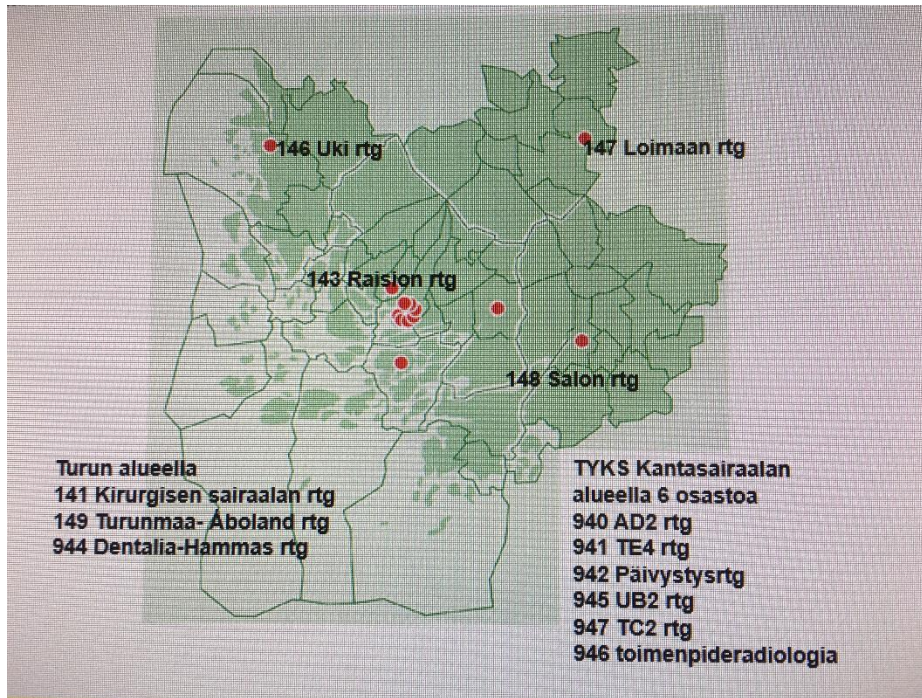 146 Uki rtg
147 Loimaan rtg
143 Raision rtg
148 Salon rtg
Turun alueella
141 Kirurgisen sairaalan rtg
149 Turunmaa- Åboland rtg
944 Dentalia-Hammas rtg
TYKS Kantasairaalan
alueella 6 osastoa
940 AD2 rtg
941 TE4 rtg
942 Päivystysrtg
945 UB2 rtg
947 TC2 rtg
946 toimenpideradiologia